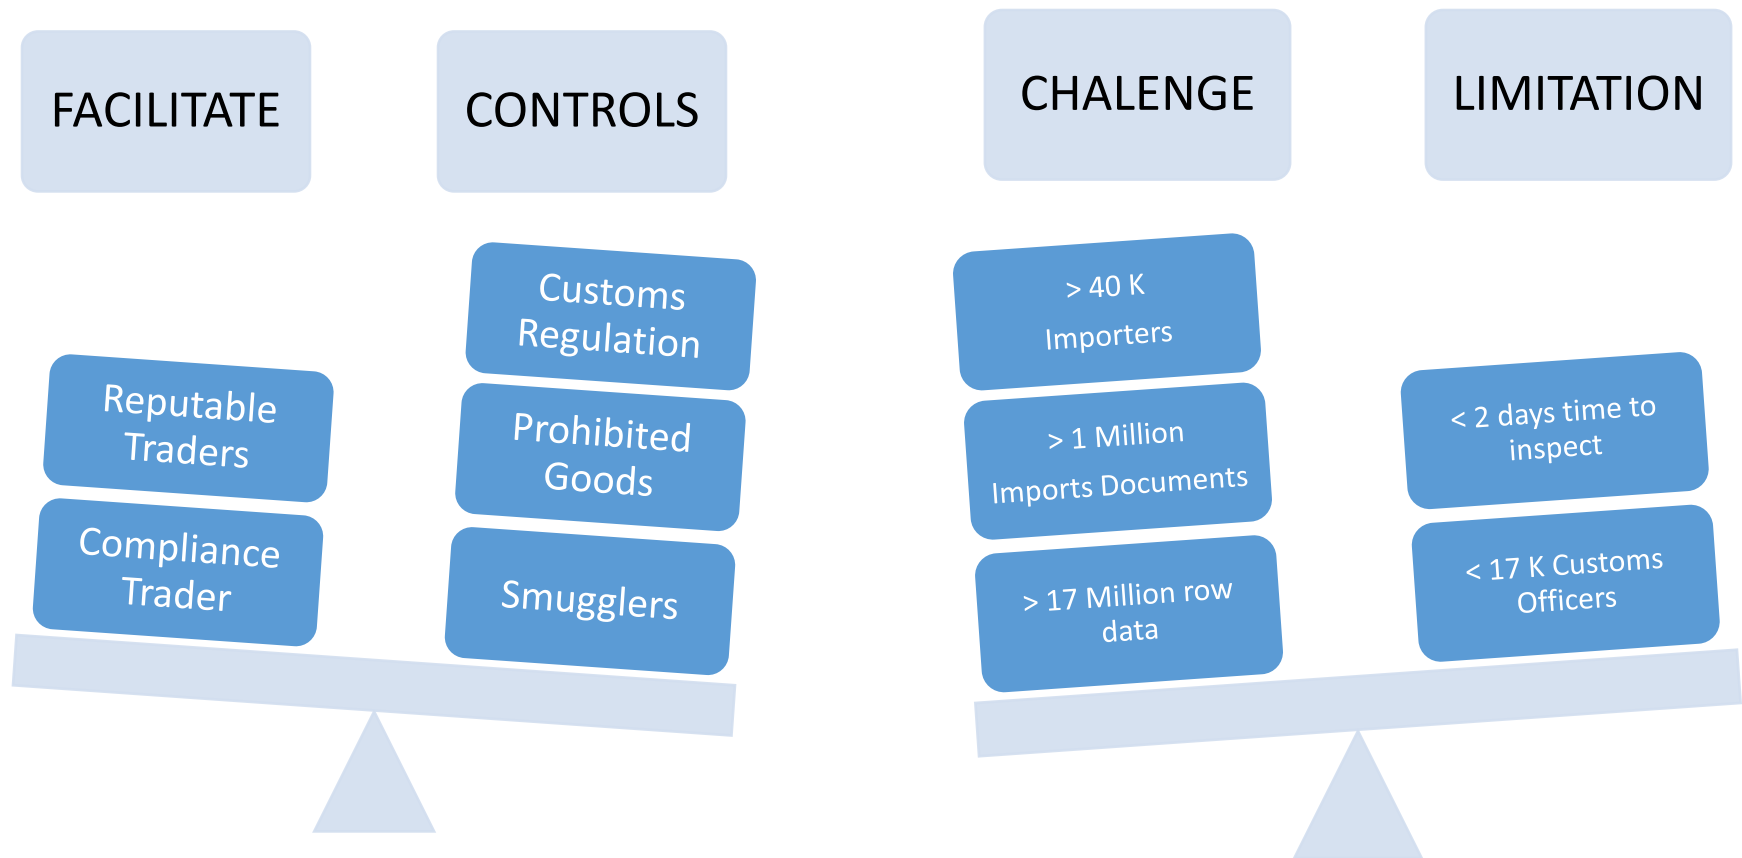 FACILITATE
CONTROLS
Reputable
Traders
Compliance
Trader
Customs
Regulation
Prohibited
Goods
Smugglers
CHALENGE
LIMITATION
> 40 K
Importers
> 1 Million
Imports Documents
> 17 Million row
data
< 2 days time to
inspect
< 17 K Customs
Officers